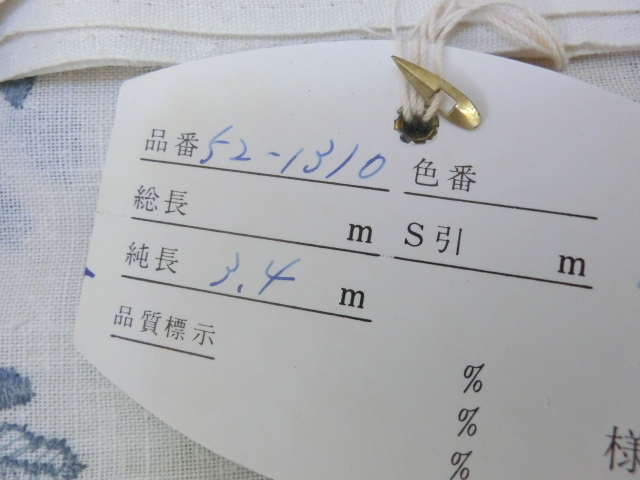 品番 52-1310 色番
総長 m S引 m
純長 3.4 m
品質標示
%
%
%
様